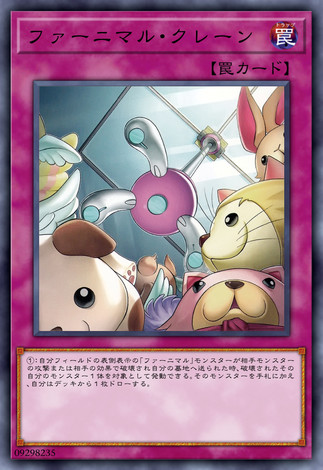 ファーニマル・クレーン
トラップ
罠
【罠カード】
①:自分フィールドの表側表示の「ファーニマル」モンスターが相手モンスター
の攻撃または相手の効果で破壊され自分の墓地へ送られた時、破壊されたそ
の自分のモンスター1体を対象として発動できる。そのモンスターを手札に加え、
自分はデッキから1枚ドローする。
09298235